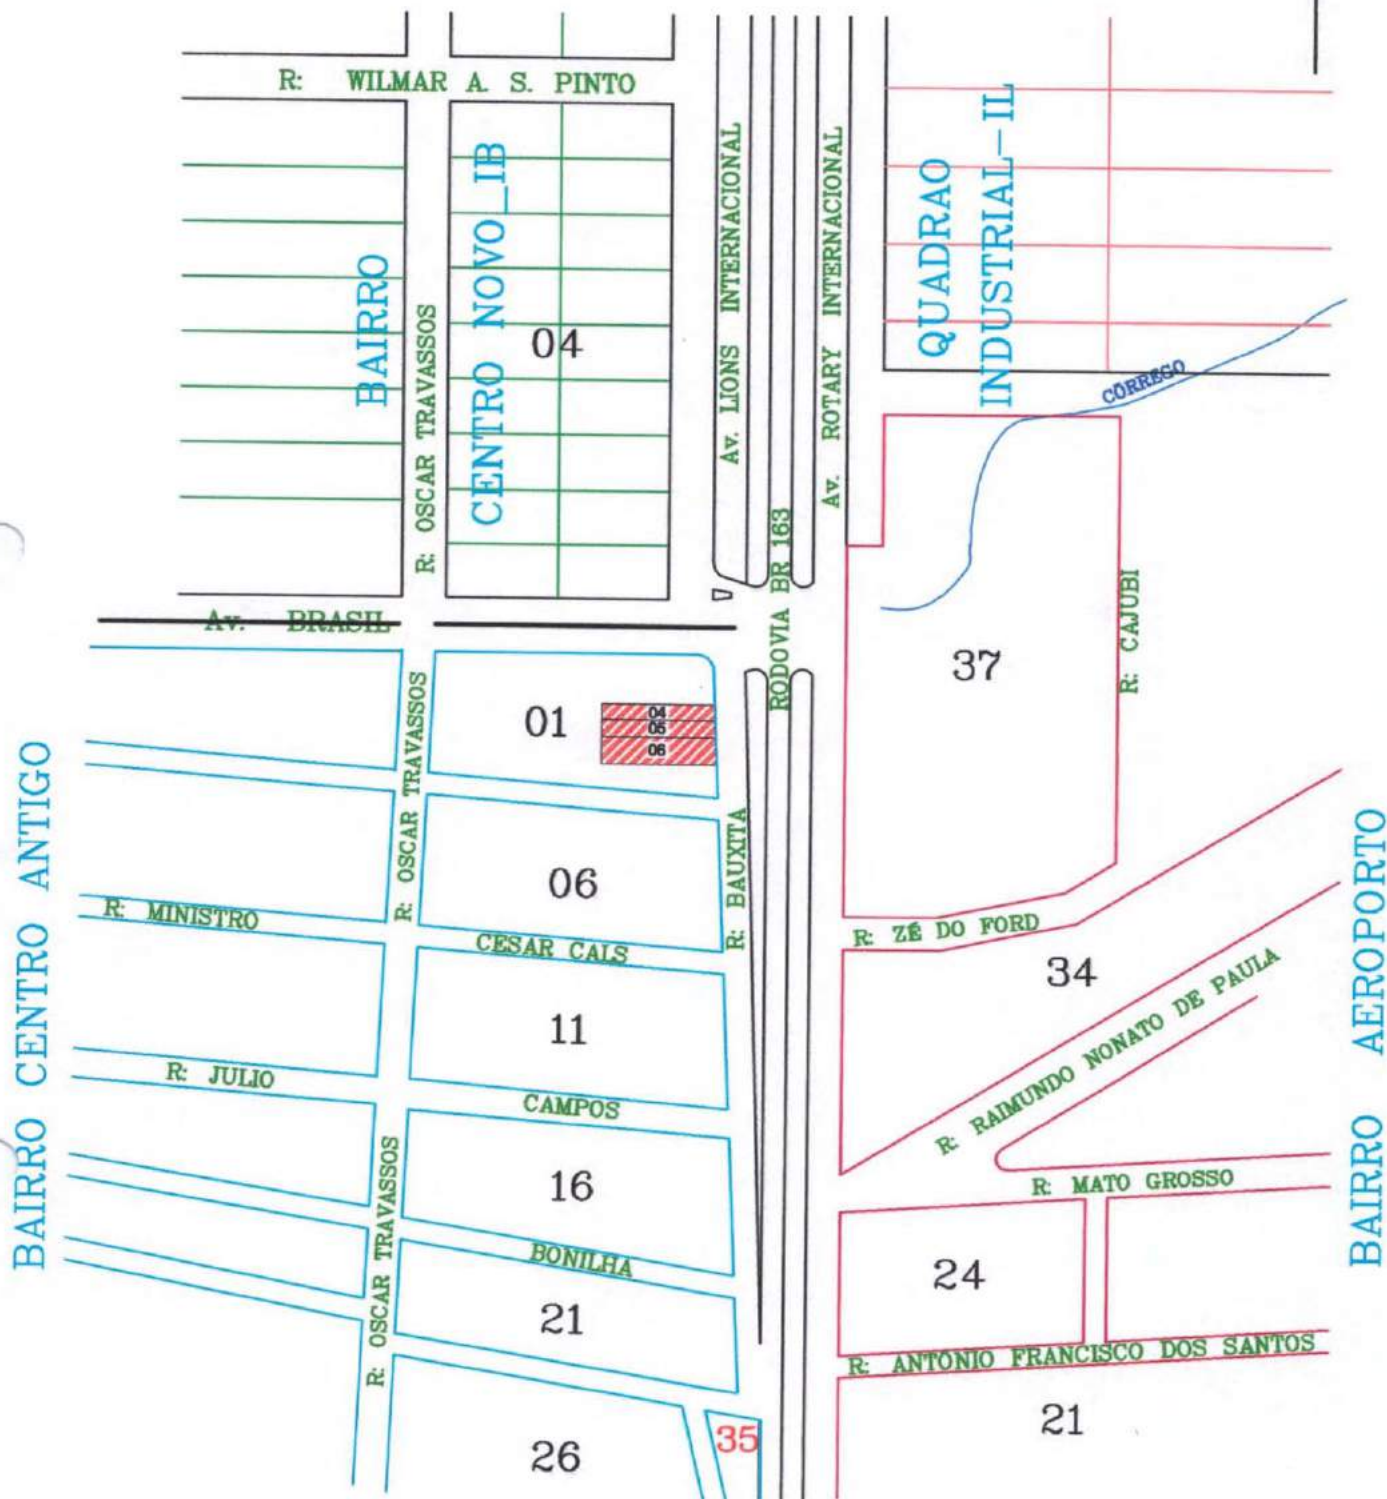 R: WILMAR A. S. PINTO
BAIRRO
CENTRO NOVO_IB
04
R: OSCAR TRAVASSOS
Av. LIONS INTERNACIONAL
Av. ROTARY INTERNACIONAL
QUADRAO
INDUSTRIAL-IL
CÓRREGO
RODOVIA BR 163
Av. BRASIL
37
R: CAJUBI
01
04
05
06
R: OSCAR TRAVASSOS
06
R: BAUXITA
BAIRRO CENTRO ANTIGO
R: MINISTRO
CESAR CALS
R: ZÉ DO FORD
34
BAIRRO AEROPORTO
11
R: RAIMUNDO NONATO DE PAULA
R: JULIO
CAMPOS
16
R: MATO GROSSO
R: OSCAR TRAVASSOS
BONILHA
24
21
R: ANTÔNIO FRANCISCO DOS SANTOS
21
35
26